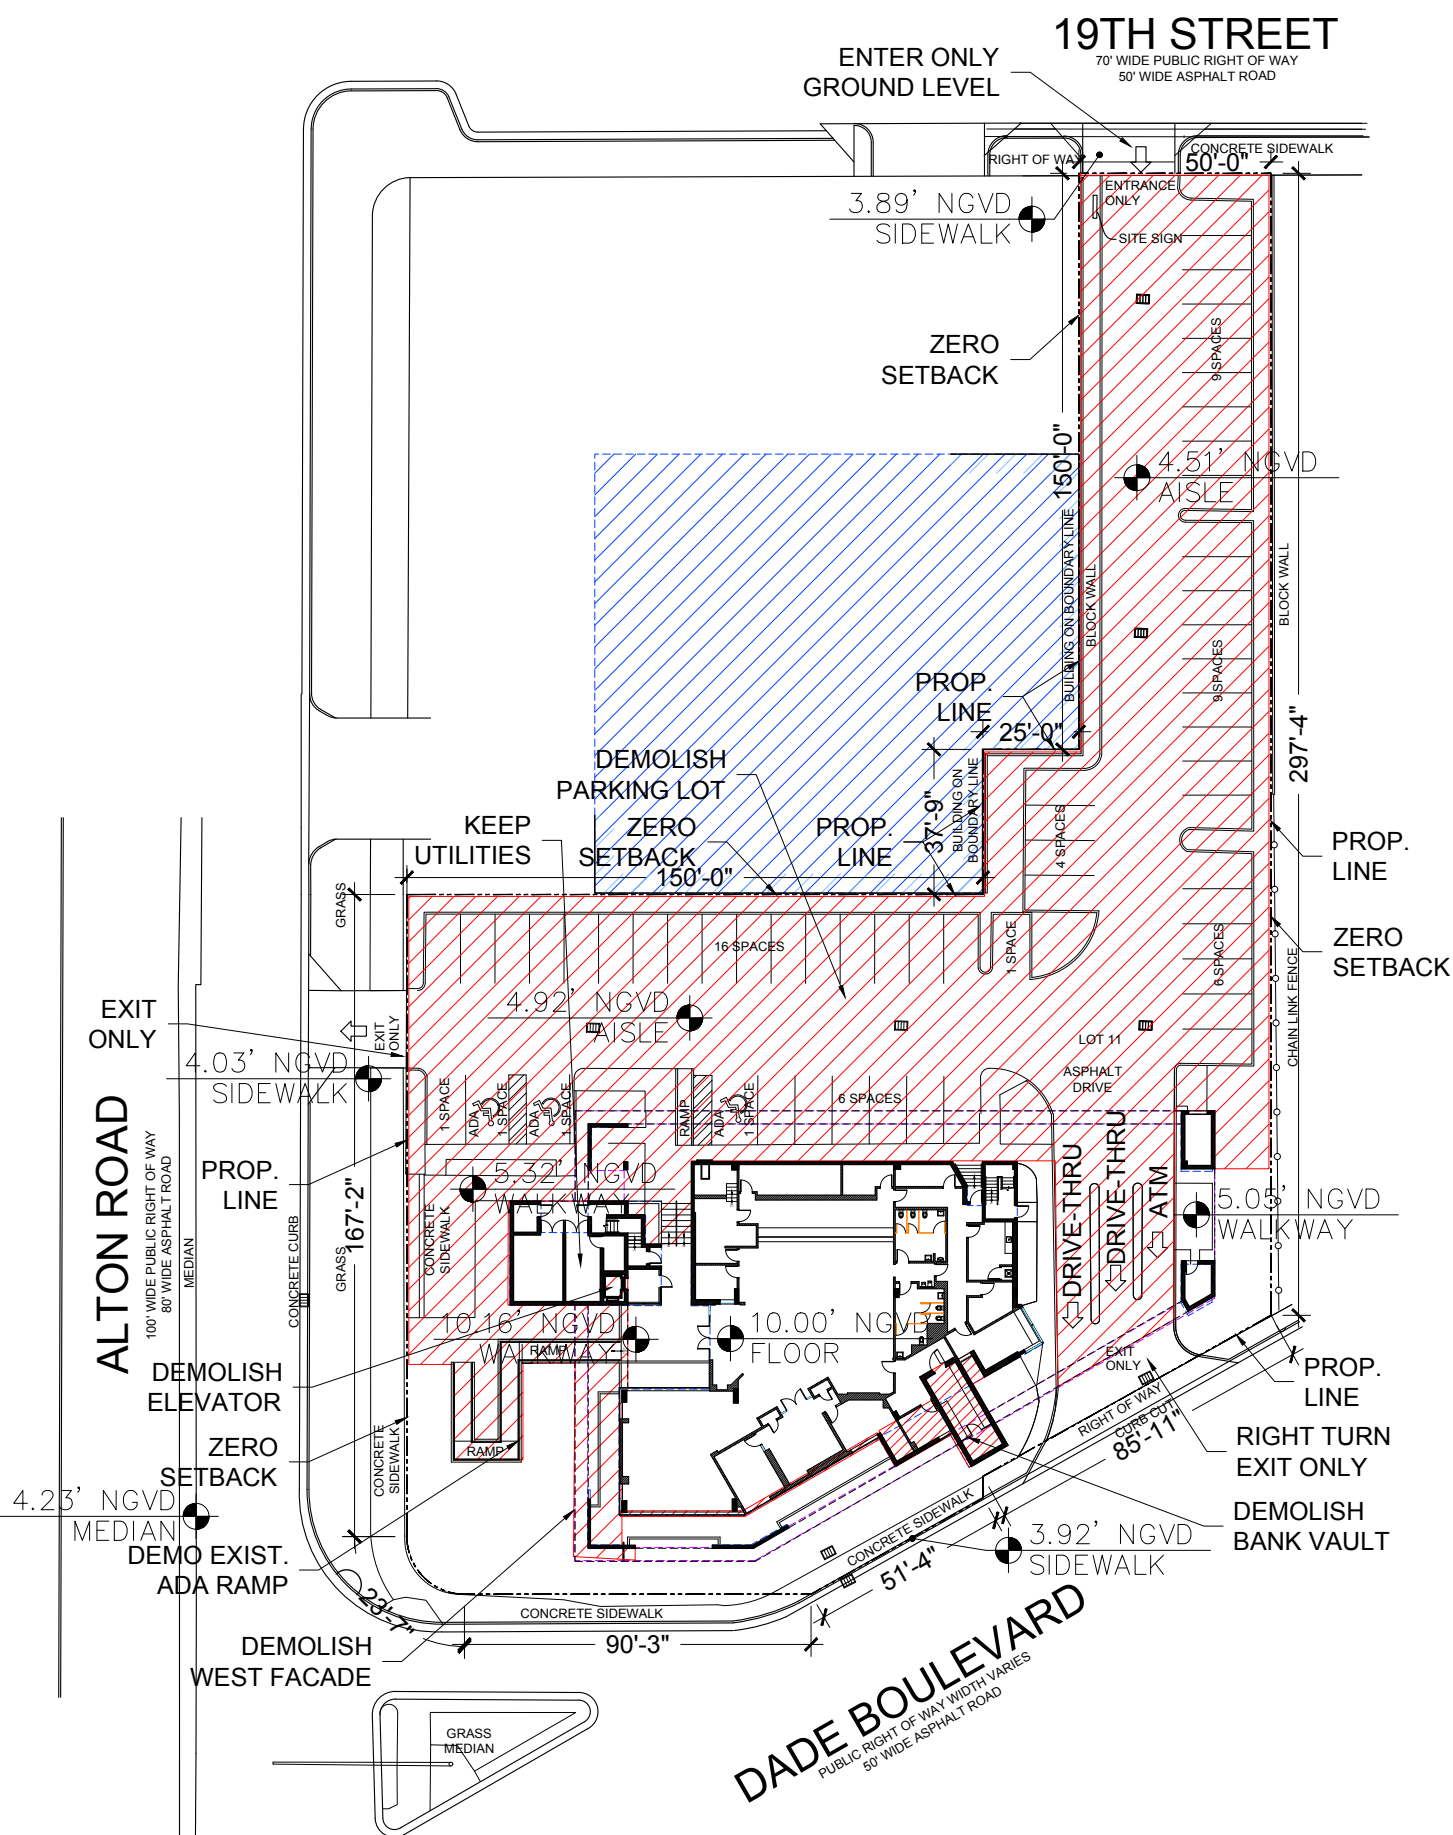 19TH STREET
70' WIDE PUBLIC RIGHT OF WAY
50' WIDE ASPHALT ROAD
ENTER ONLY
GROUND LEVEL
RIGHT OF WAY
CONCRETE SIDEWALK
50'-0"
ENTRANCE
ONLY
3.89' NGVD
SIDEWALK
SITE SIGN
9 SPACES
ZERO
SETBACK
150'-0"
4.51' NGVD
AISLE
BUILDING ON BOUNDARY LINE
BLOCK WALL
BLOCK WALL
9 SPACES
PROP.
LINE
25'-0"
297'-4"
DEMOLISH
PARKING LOT
37'-9"
BUILDING ON
BOUNDARY LINE
4 SPACES
KEEP
UTILITIES
ZERO
SETBACK
PROP.
LINE
PROP.
LINE
150'-0"
GRASS
16 SPACES
1 SPACE
6 SPACES
ZERO
SETBACK
CHAIN LINK FENCE
EXIT
ONLY
EXIT
ONLY
4.92' NGVD
AISLE
LOT 11
ASPHALT
DRIVE
4.03' NGVD
SIDEWALK
1 SPACE
ADA
1 SPACE
ADA
1 SPACE
RAMP
ADA
1 SPACE
6 SPACES
ALTON ROAD
100' WIDE PUBLIC RIGHT OF WAY
80' WIDE ASPHALT ROAD
MEDIAN
PROP.
LINE
167'-2"
5.32' NGVD
WALKWAY
DRIVE-THRU
DRIVE-THRU
ATM
5.05' NGVD
WALKWAY
CONCRETE CURB
GRASS
CONCRETE
SIDEWALK
10.16' NGVD
WALKWAY
10.00' NGVD
FLOOR
RAMP
EXIT
ONLY
DEMOLISH
ELEVATOR
PROP.
LINE
RIGHT OF WAY
CURB CUT
85'-11"
RIGHT TURN
EXIT ONLY
ZERO
SETBACK
CONCRETE
SIDEWALK
RAMP
4.23' NGVD
MEDIAN
DEMOLISH
BANK VAULT
3.92' NGVD
SIDEWALK
CONCRETE SIDEWALK
51'-4"
DEMO EXIST.
ADA RAMP
23'-7"
CONCRETE SIDEWALK
90'-3"
DEMOLISH
WEST FACADE
DADE BOULEVARD
PUBLIC RIGHT OF WAY WIDTH VARIES
50' WIDE ASPHALT ROAD
GRASS
MEDIAN